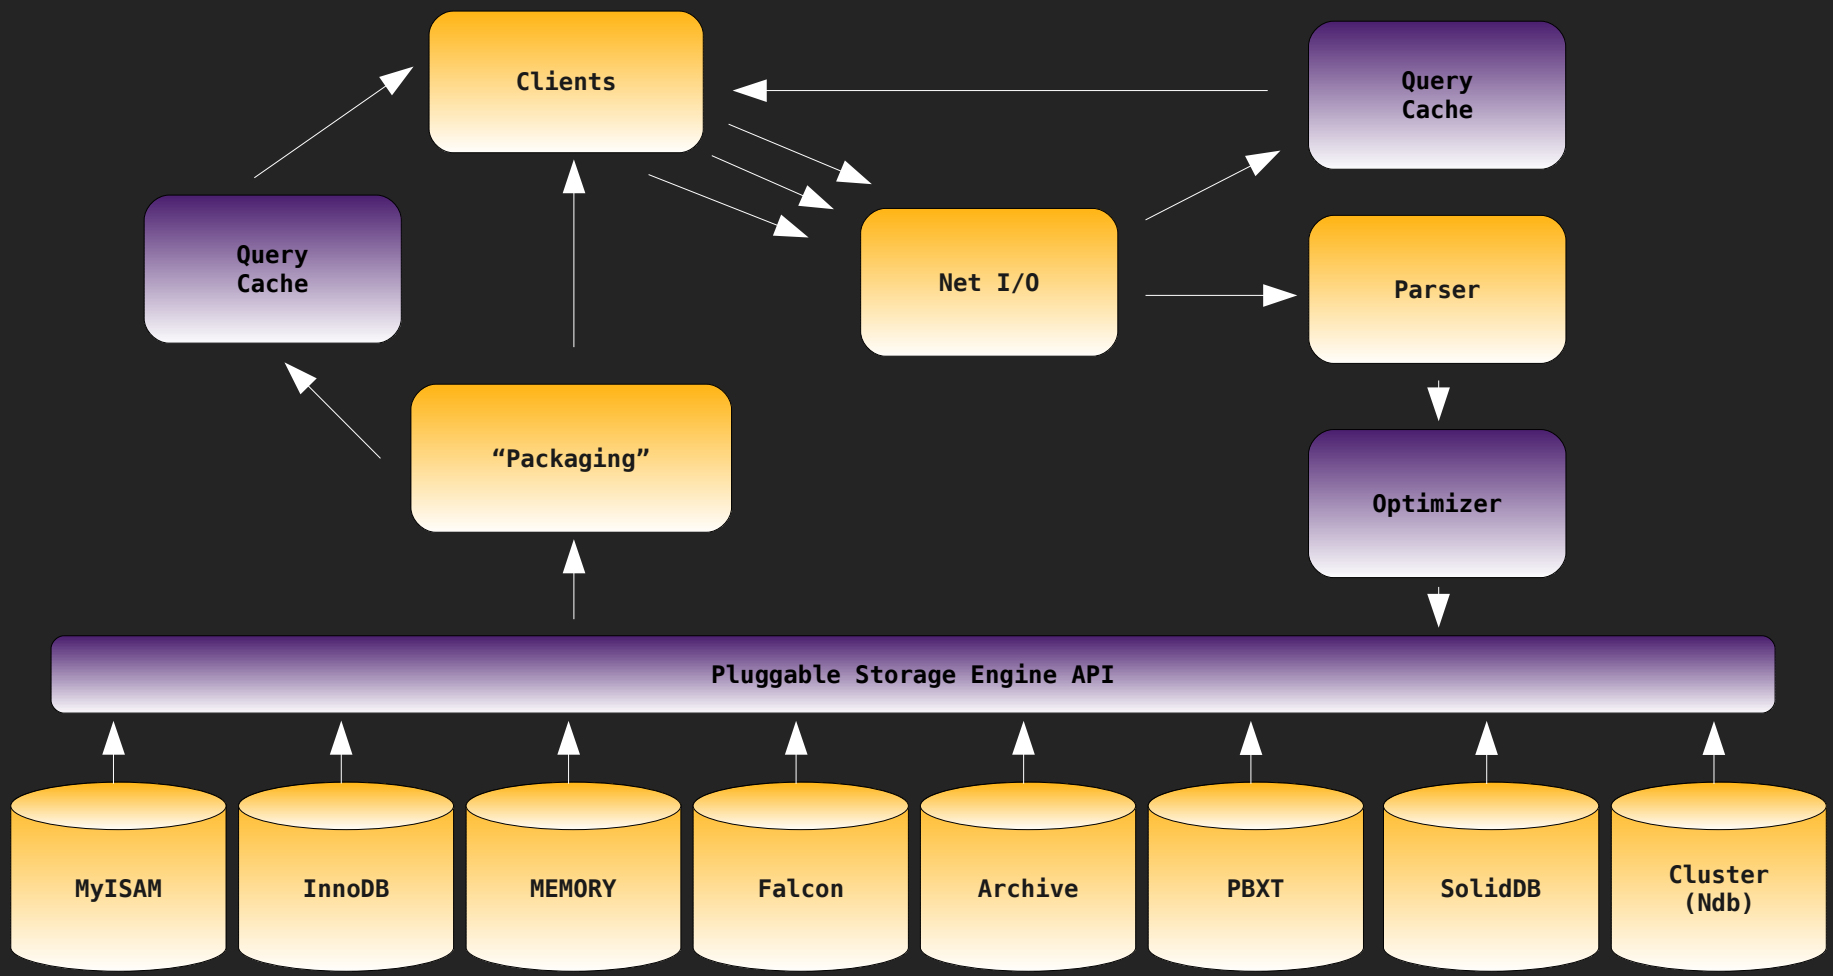 Clients
Query
Cache
Query
Cache
Net I/O
Parser
“Packaging”
Optimizer
Pluggable Storage Engine API
MyISAM
InnoDB
MEMORY
Falcon
Archive
PBXT
SolidDB
Cluster
(Ndb)